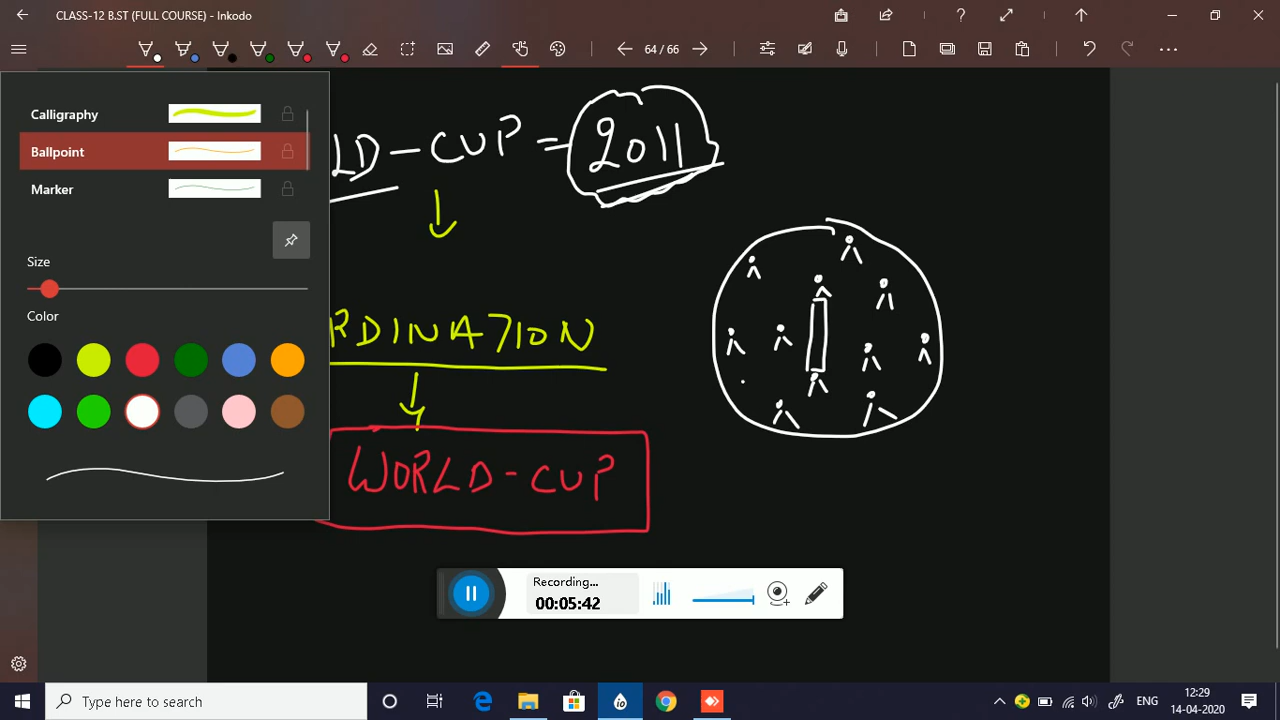 CLASS-12 B.ST (FULL COURSE) - Inkodo
64 / 66
Calligraphy
Ballpoint
Marker
Size
Color
LD-CUP = 2011
RDINATION
WORLD-CUP
Recording...
00:05:42
Type here to search
ENG
12:29
14-04-2020